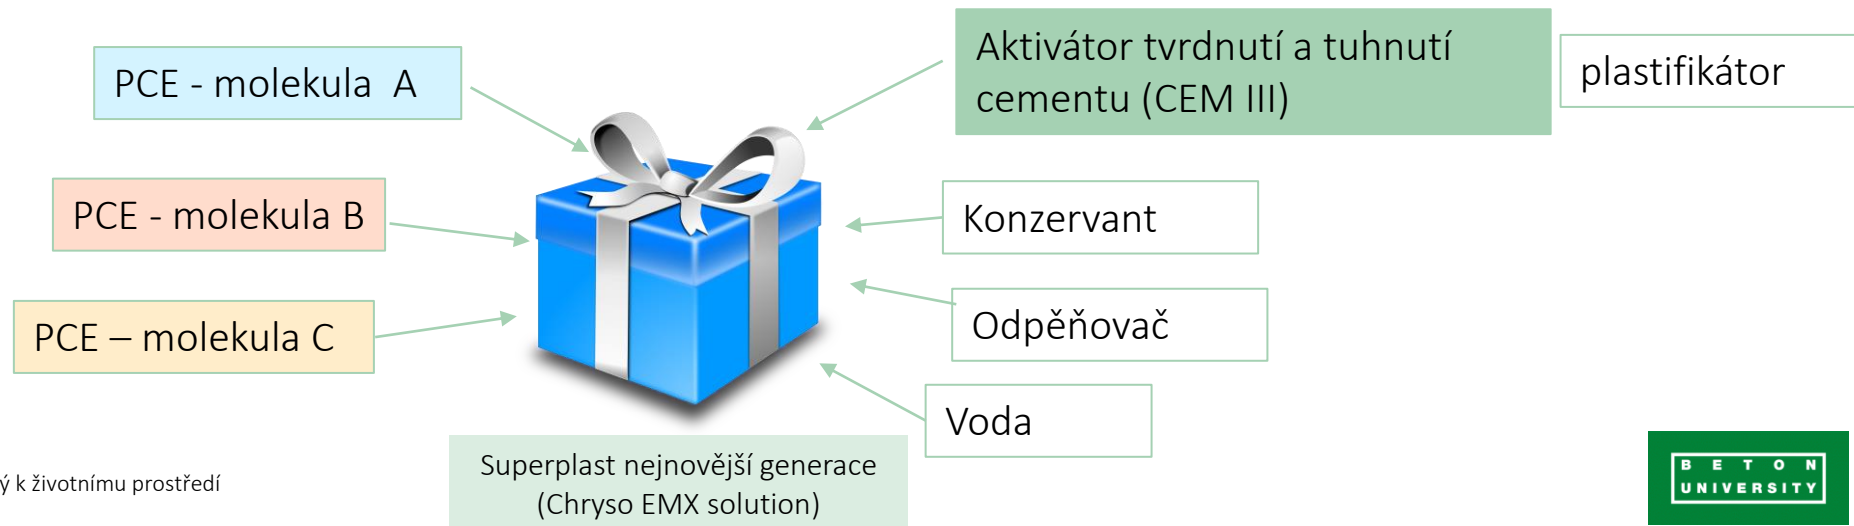 PCE - molekula A
Aktivátor tvrdnutí a tuhnutí
cementu (CEM III)
plastifikátor
PCE - molekula B
Konzervant
PCE – molekula C
Odpěňovač
Voda
Superplast nejnovější generace
(Chryso EMX solution)
ý k životnímu prostředí
BETON
UNIVERSITY